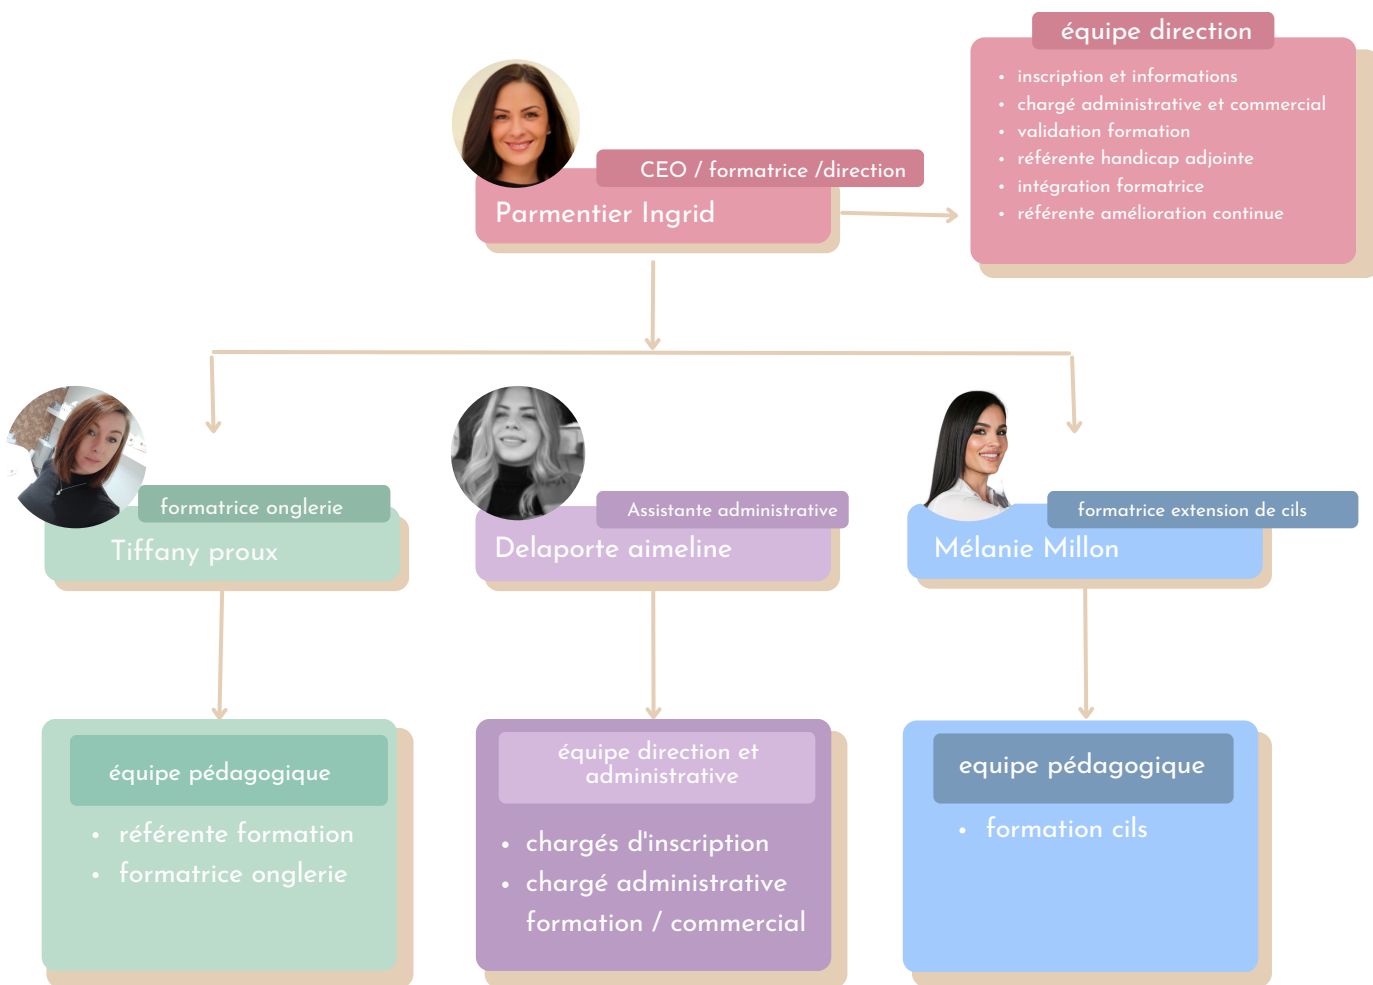 équipe direction
• inscription et informations
• chargé administrative et commercial
• validation formation
• référente handicap adjointe
• intégration formatrice
• référente amélioration continue
CEO / formatrice /direction
Parmentier Ingrid
formatrice onglerie
Tiffany proux
Assistante administrative
Delaporte aimeline
formatrice extension de cils
Mélanie Millon
équipe pédagogique
• référente formation
• formatrice onglerie
équipe direction et
administrative
• chargés d'inscription
• chargé administrative
formation / commercial
equipe pédagogique
• formation cils